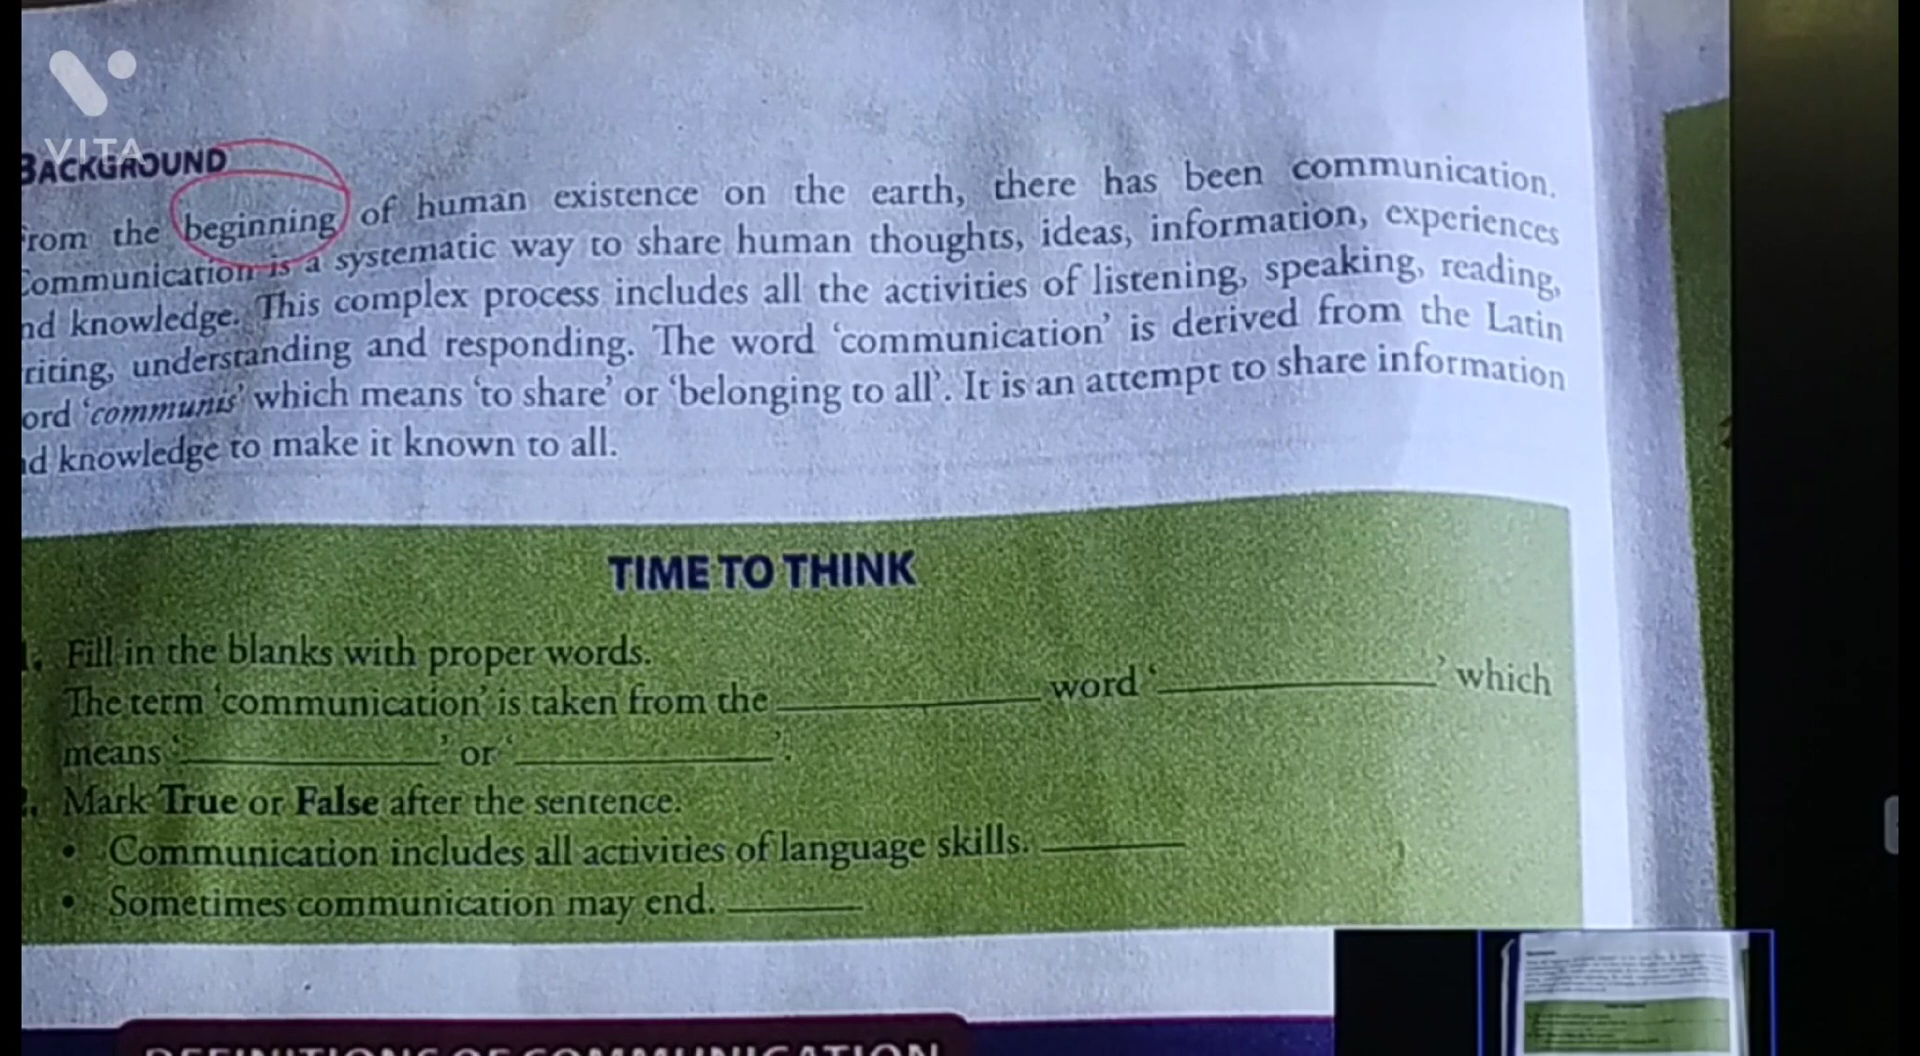 VITA
BACKGROUND
From the beginning of human existence on the earth, there has been communication.
Communication is a systematic way to share human thoughts, ideas, information, experiences
nd knowledge. This complex process includes all the activities of listening, speaking, reading,
riting, understanding and responding. The word ‘communication’ is derived from the Latin
ord ‘communis’ which means ‘to share’ or ‘belonging to all’. It is an attempt to share information
d knowledge to make it known to all.
TIME TO THINK
1. Fill in the blanks with proper words.
The term ‘communication’ is taken from the ____________ word ‘____________’ which
means ‘____________’ or ‘____________’.
2. Mark True or False after the sentence.
• Communication includes all activities of language skills. ______
• Sometimes communication may end. ______
DEFINITIONS OF COMMUNICATION